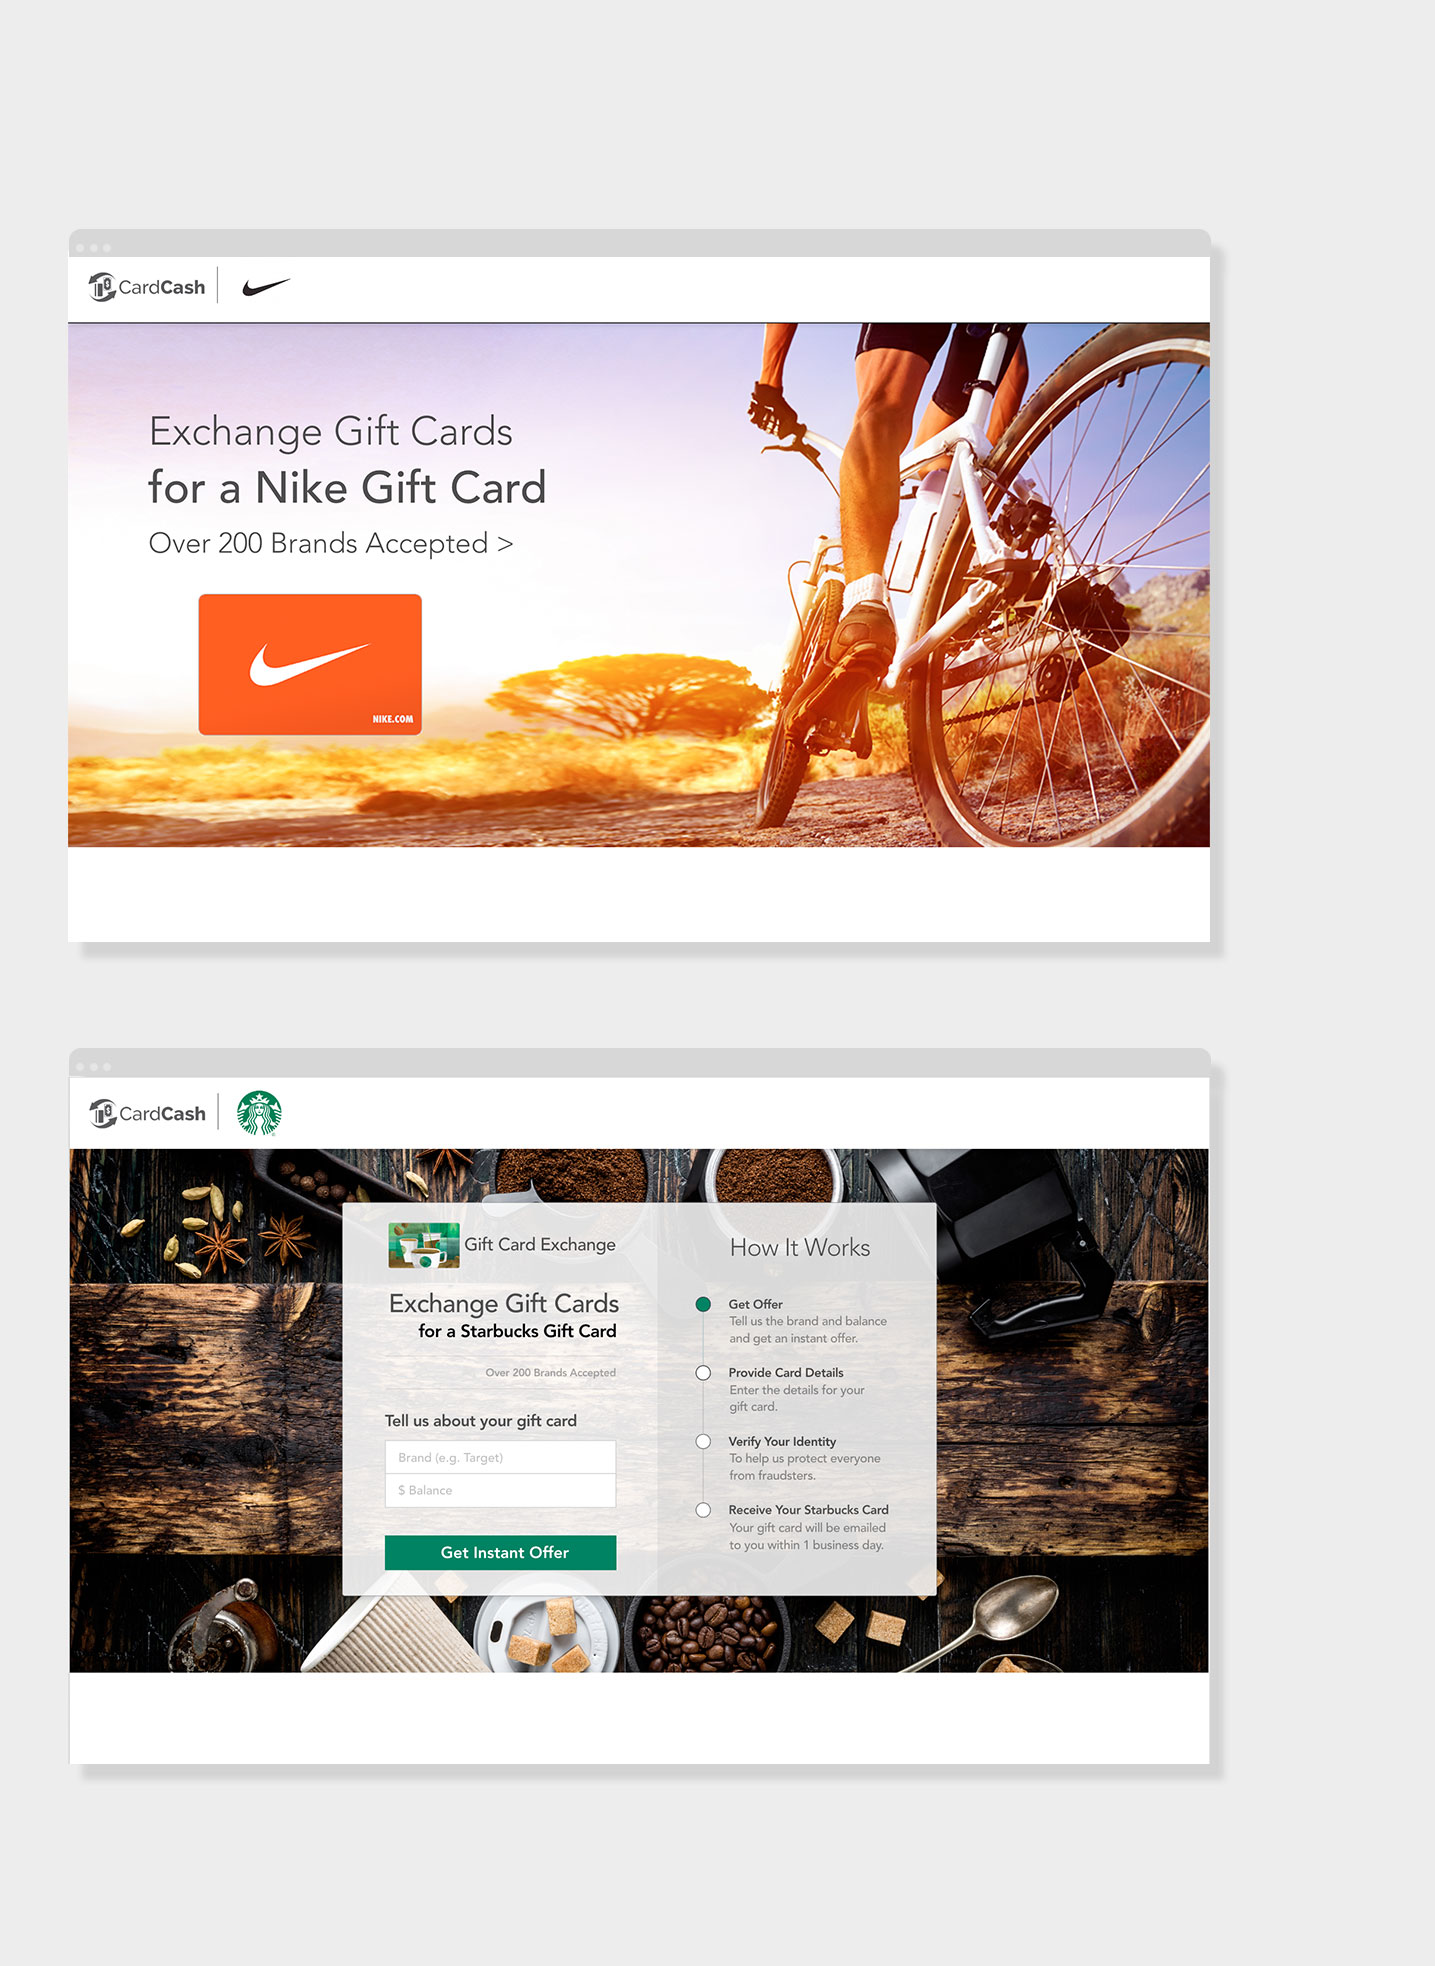 CardCash
Exchange Gift Cards
for a Nike Gift Card
Over 200 Brands Accepted >
NIKE.COM
CardCash
Gift Card Exchange
Exchange Gift Cards
for a Starbucks Gift Card
Over 200 Brands Accepted
Tell us about your gift card
Brand (e.g. Target)
$ Balance
Get Instant Offer
How It Works
Get Offer
Tell us the brand and balance
and get an instant offer.
Provide Card Details
Enter the details for your
gift card.
Verify Your Identity
To help us protect everyone
from fraudsters.
Receive Your Starbucks Card
Your gift card will be emailed
to you within 1 business day.